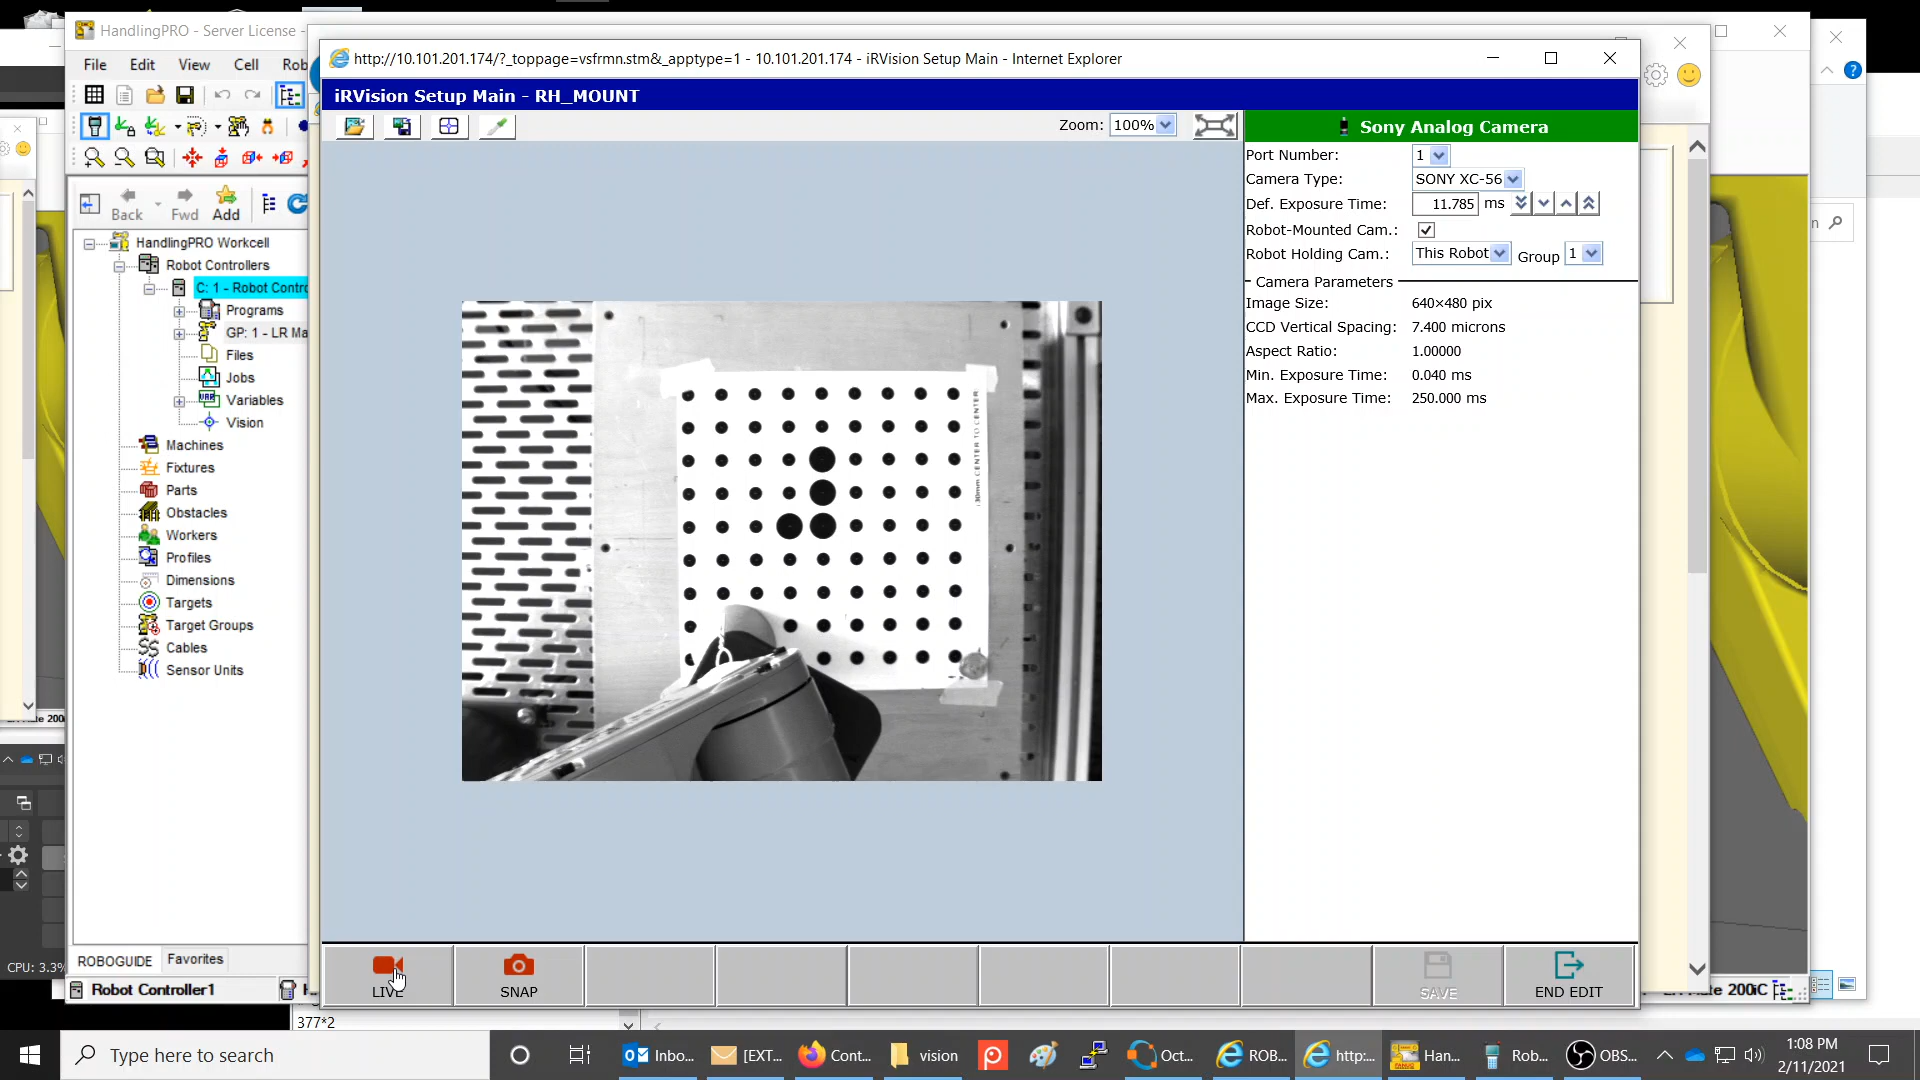 HandlingPRO - Server License -
http://10.101.201.174/?_toppage=vsfrmn.stm&_apptype=1 - 10.101.201.174 - iRVision Setup Main - Internet Explorer
File Edit View Cell Rob
iRVision Setup Main - RH_MOUNT
Zoom: 100%
Sony Analog Camera
Port Number: 1
Camera Type: SONY XC-56
Def. Exposure Time: 11.785 ms
Robot-Mounted Cam.:
Robot Holding Cam.: This Robot Group 1
Camera Parameters
Image Size: 640×480 pix
CCD Vertical Spacing: 7.400 microns
Aspect Ratio: 1.00000
Min. Exposure Time: 0.040 ms
Max. Exposure Time: 250.000 ms
Back Fwd Add
HandlingPRO Workcell
Robot Controllers
C: 1 - Robot Contro
Programs
GP: 1 - LR Ma
Files
Jobs
Variables
Vision
Machines
Fixtures
Parts
Obstacles
Workers
Profiles
Dimensions
Targets
Target Groups
Cables
Sensor Units
30mm CENTER TO CENTER
CPU: 3.3%
ROBOGUIDE Favorites
Robot Controller1
LIVE SNAP SAVE END EDIT
Mate 200iC
377*2
Type here to search
Inbo...
[EXT...
Cont...
vision
Oct...
ROB...
http:...
Han...
Rob...
OBS...
1:08 PM
2/11/2021